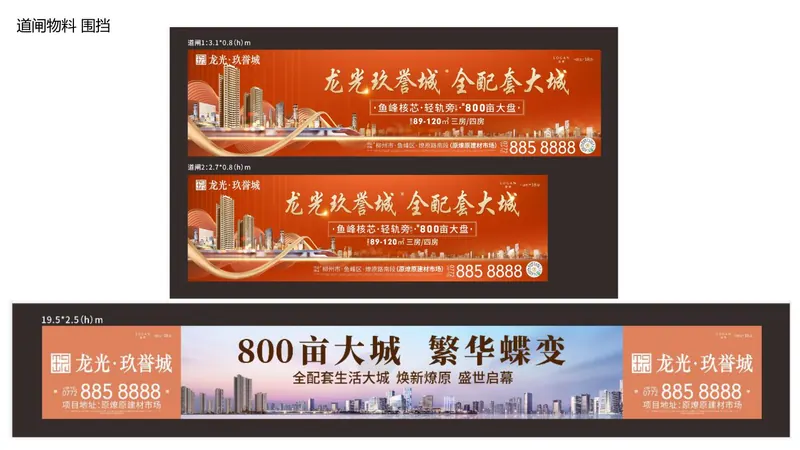 道闸物料 围挡
道闸1:3.1*0.8(h)m
龙光·玖誉城
龙光玖誉城 全配套大城
·鱼峰核芯·轻轨旁·800亩大盘·
89-120㎡ 三房/四房
柳州市·鱼峰区·燎原路南段(原燎原建材市场)
885 8888
道闸2:2.7*0.8(h)m
龙光·玖誉城
龙光玖誉城 全配套大城
·鱼峰核芯·轻轨旁·800亩大盘·
89-120㎡ 三房/四房
柳州市·鱼峰区·燎原路南段(原燎原建材市场)
885 8888
19.5*2.5(h)m
龙光·玖誉城
0772 885 8888
项目地址:原燎原建材市场
800亩大城 繁华蝶变
全配套生活大城 焕新燎原 盛世启幕
龙光·玖誉城
0772 885 8888
项目地址:原燎原建材市场